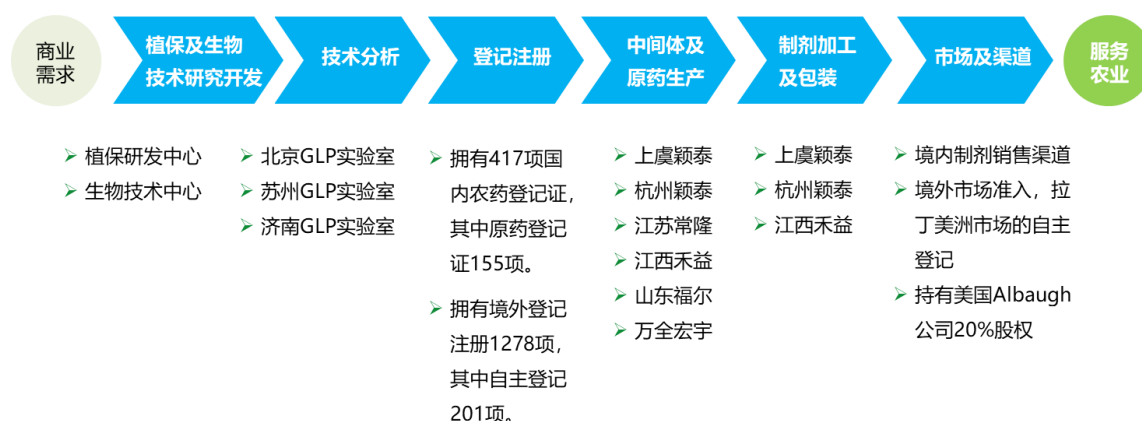 商业
需求
植保及生物
技术研究开发
技术分析
登记注册
中间体及
原药生产
制剂加工
及包装
市场及渠道
服务
农业
植保研发中心
生物技术中心
北京GLP实验室
苏州GLP实验室
济南GLP实验室
拥有417项国
内农药登记证，
其中原药登记
证155项。
拥有境外登记
注册1278项，
其中自主登记
201项。
上虞颖泰
杭州颖泰
江苏常隆
江西禾益
山东福尔
万全宏宇
上虞颖泰
杭州颖泰
江西禾益
境内制剂销售渠道
境外市场准入，拉
丁美洲市场的自主
登记
持有美国Albaugh
公司20%股权